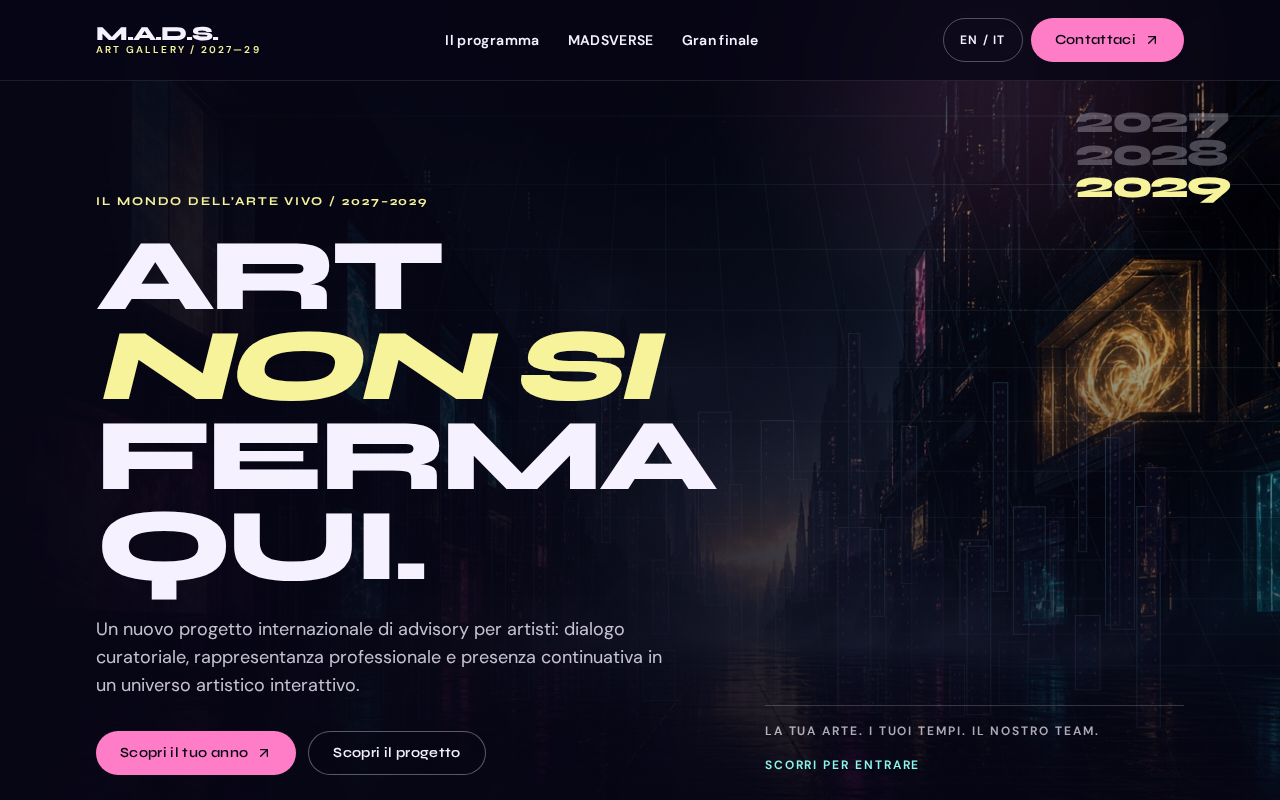 M.A.D.S.
ART GALLERY / 2027—29
Il programma
MADSVERSE
Gran finale
EN / IT
Contattaci
2027
2028
2029
IL MONDO DELL'ARTE VIVO / 2027–2029
ART
NON SI
FERMA
QUI.
Un nuovo progetto internazionale di advisory per artisti: dialogo
curatoriale, rappresentanza professionale e presenza continuativa in
un universo artistico interattivo.
Scopri il tuo anno
Scopri il progetto
LA TUA ARTE. I TUOI TEMPI. IL NOSTRO TEAM.
SCORRI PER ENTRARE